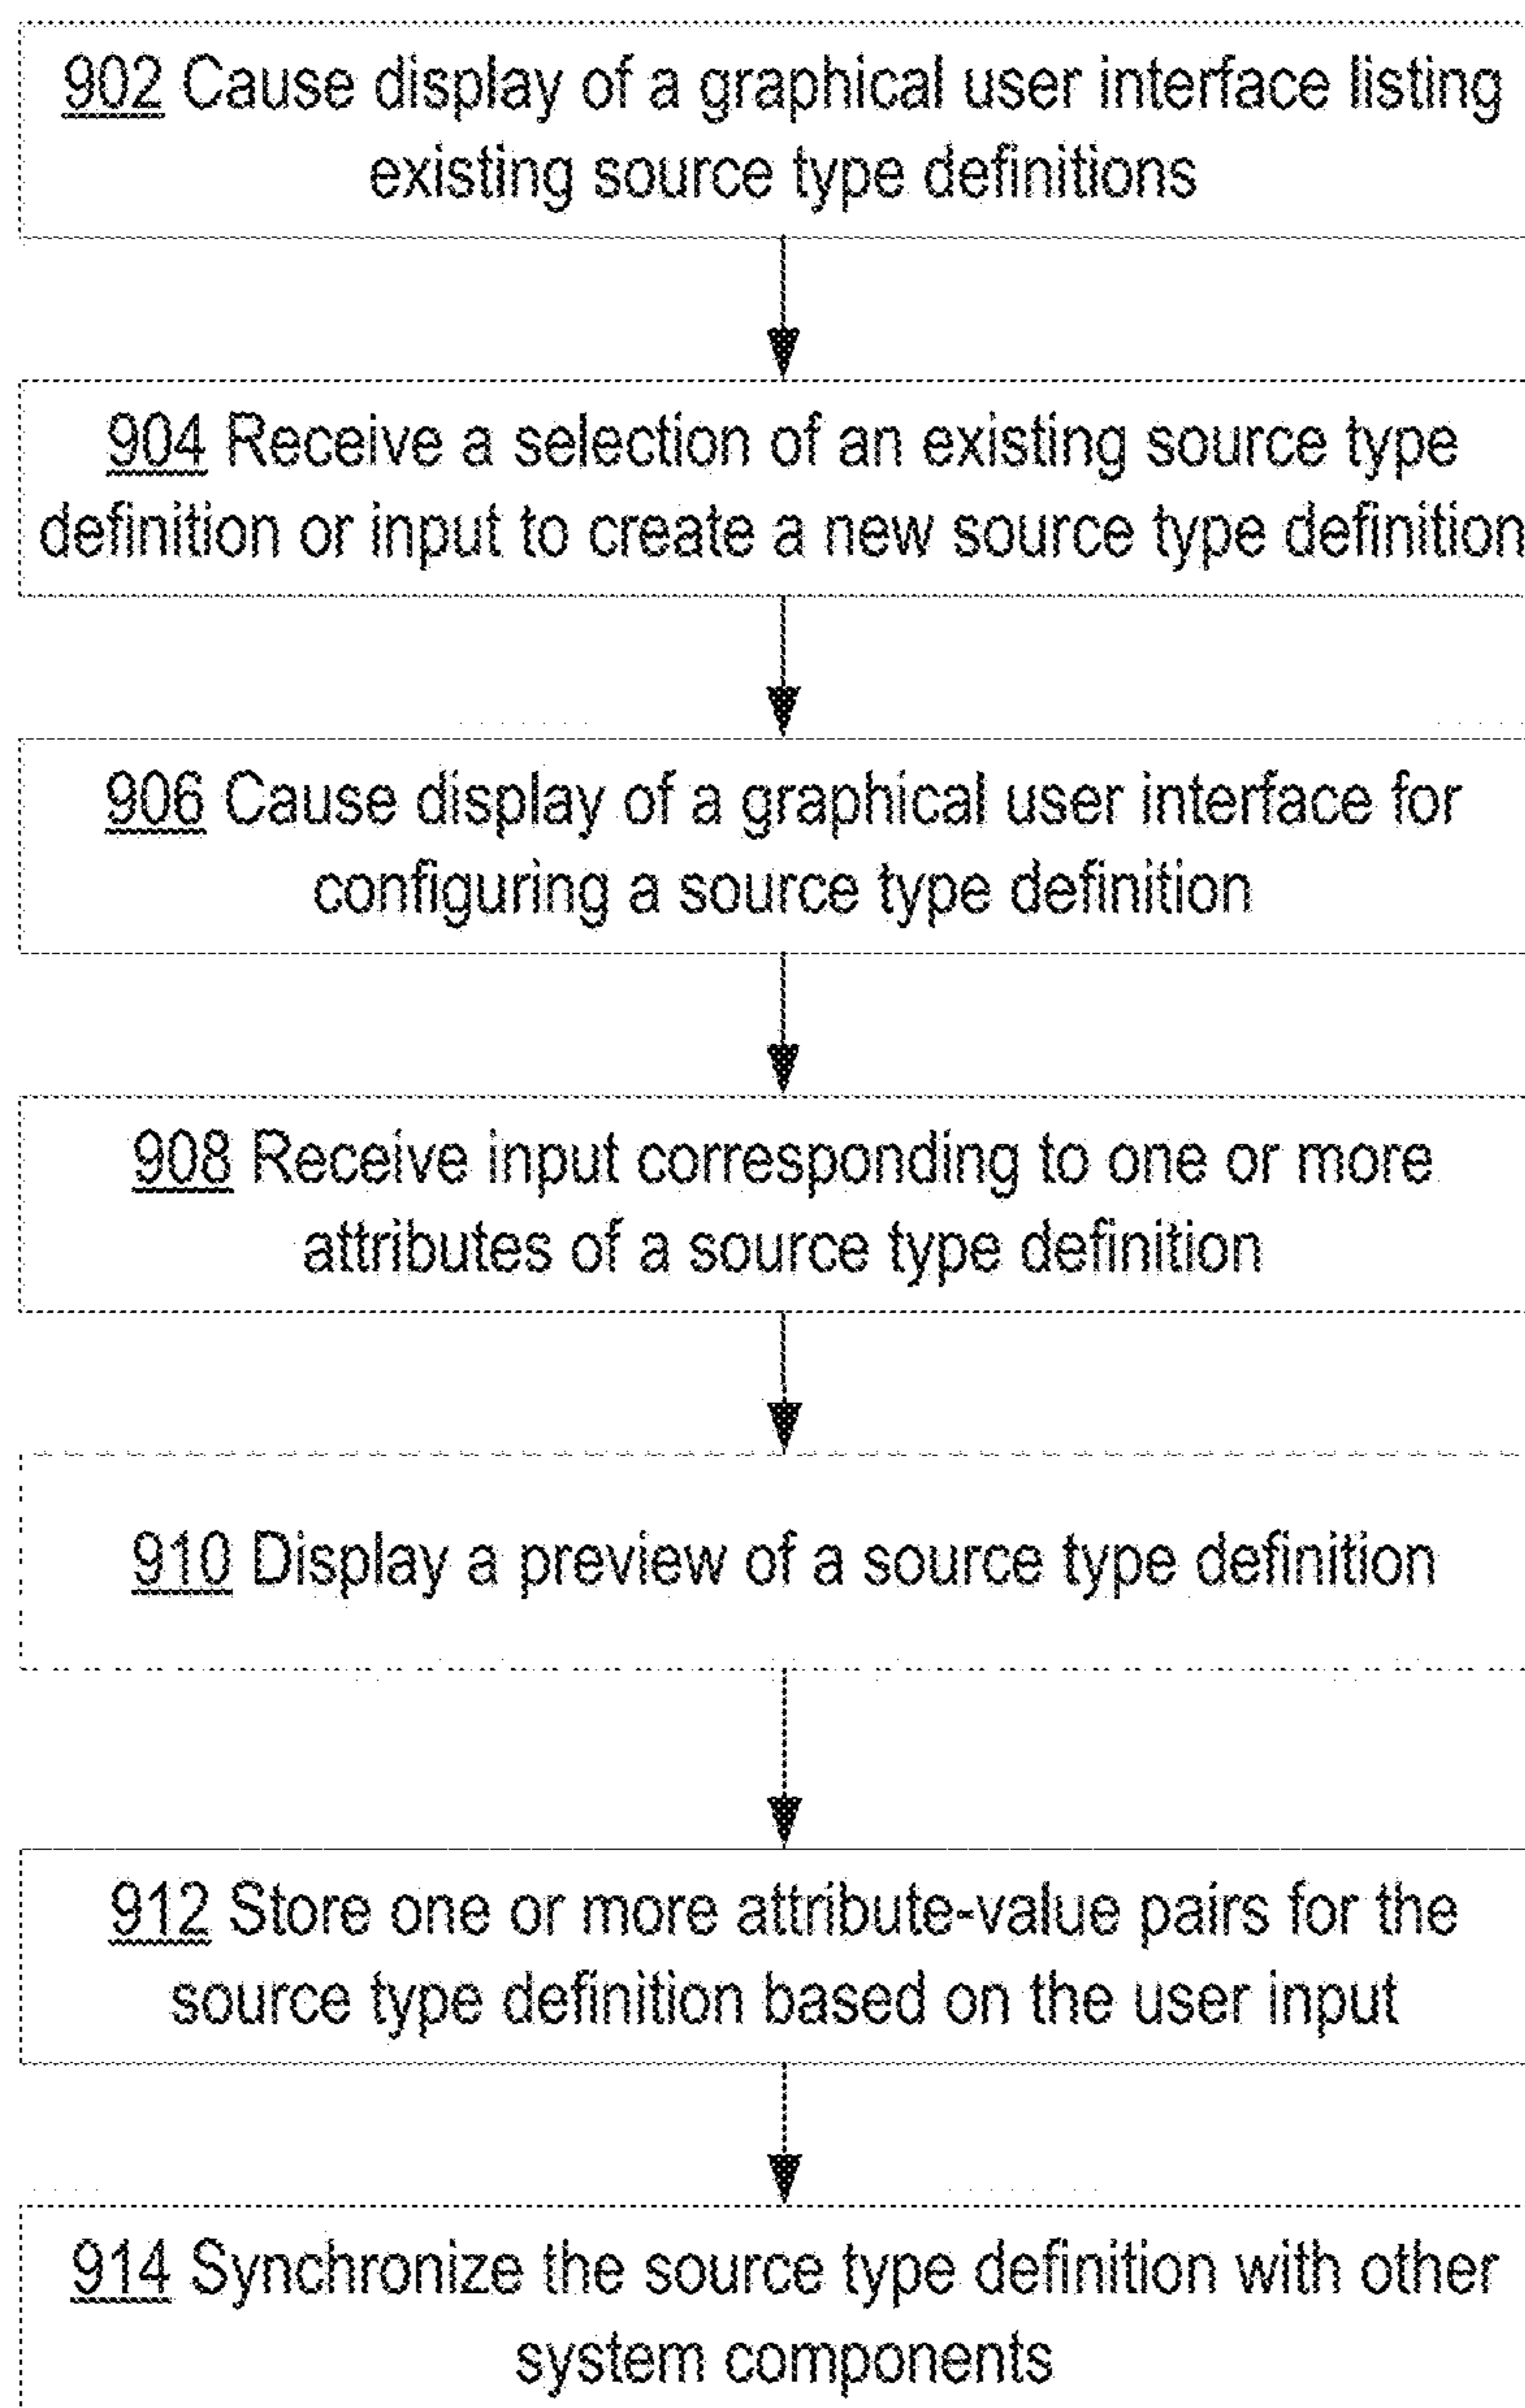 902 Cause display of a graphical user interface listing
existing source type definitions
904 Receive a selection of an existing source type
definition or input to create a new source type definition
906 Cause display of a graphical user interface for
configuring a source type definition
908 Receive input corresponding to one or more
attributes of a source type definition
910 Display a preview of a source type definition
912 Store one or more attribute-value pairs for the
source type definition based on the user input
914 Synchronize the source type definition with other
system components